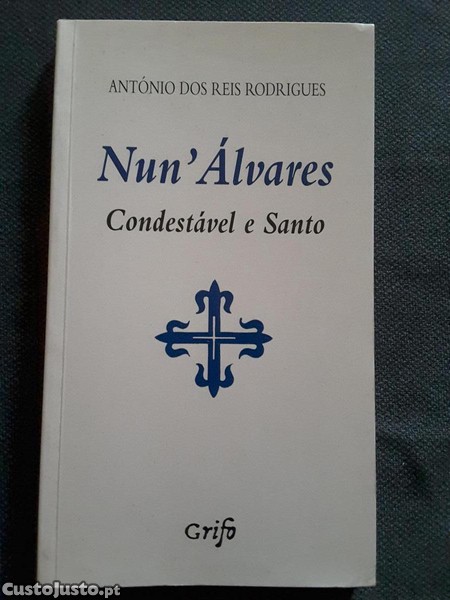 ANTÓNIO DOS REIS RODRIGUES
Nun'Álvares
Condestável e Santo
Grifo
CustoJusto.pt